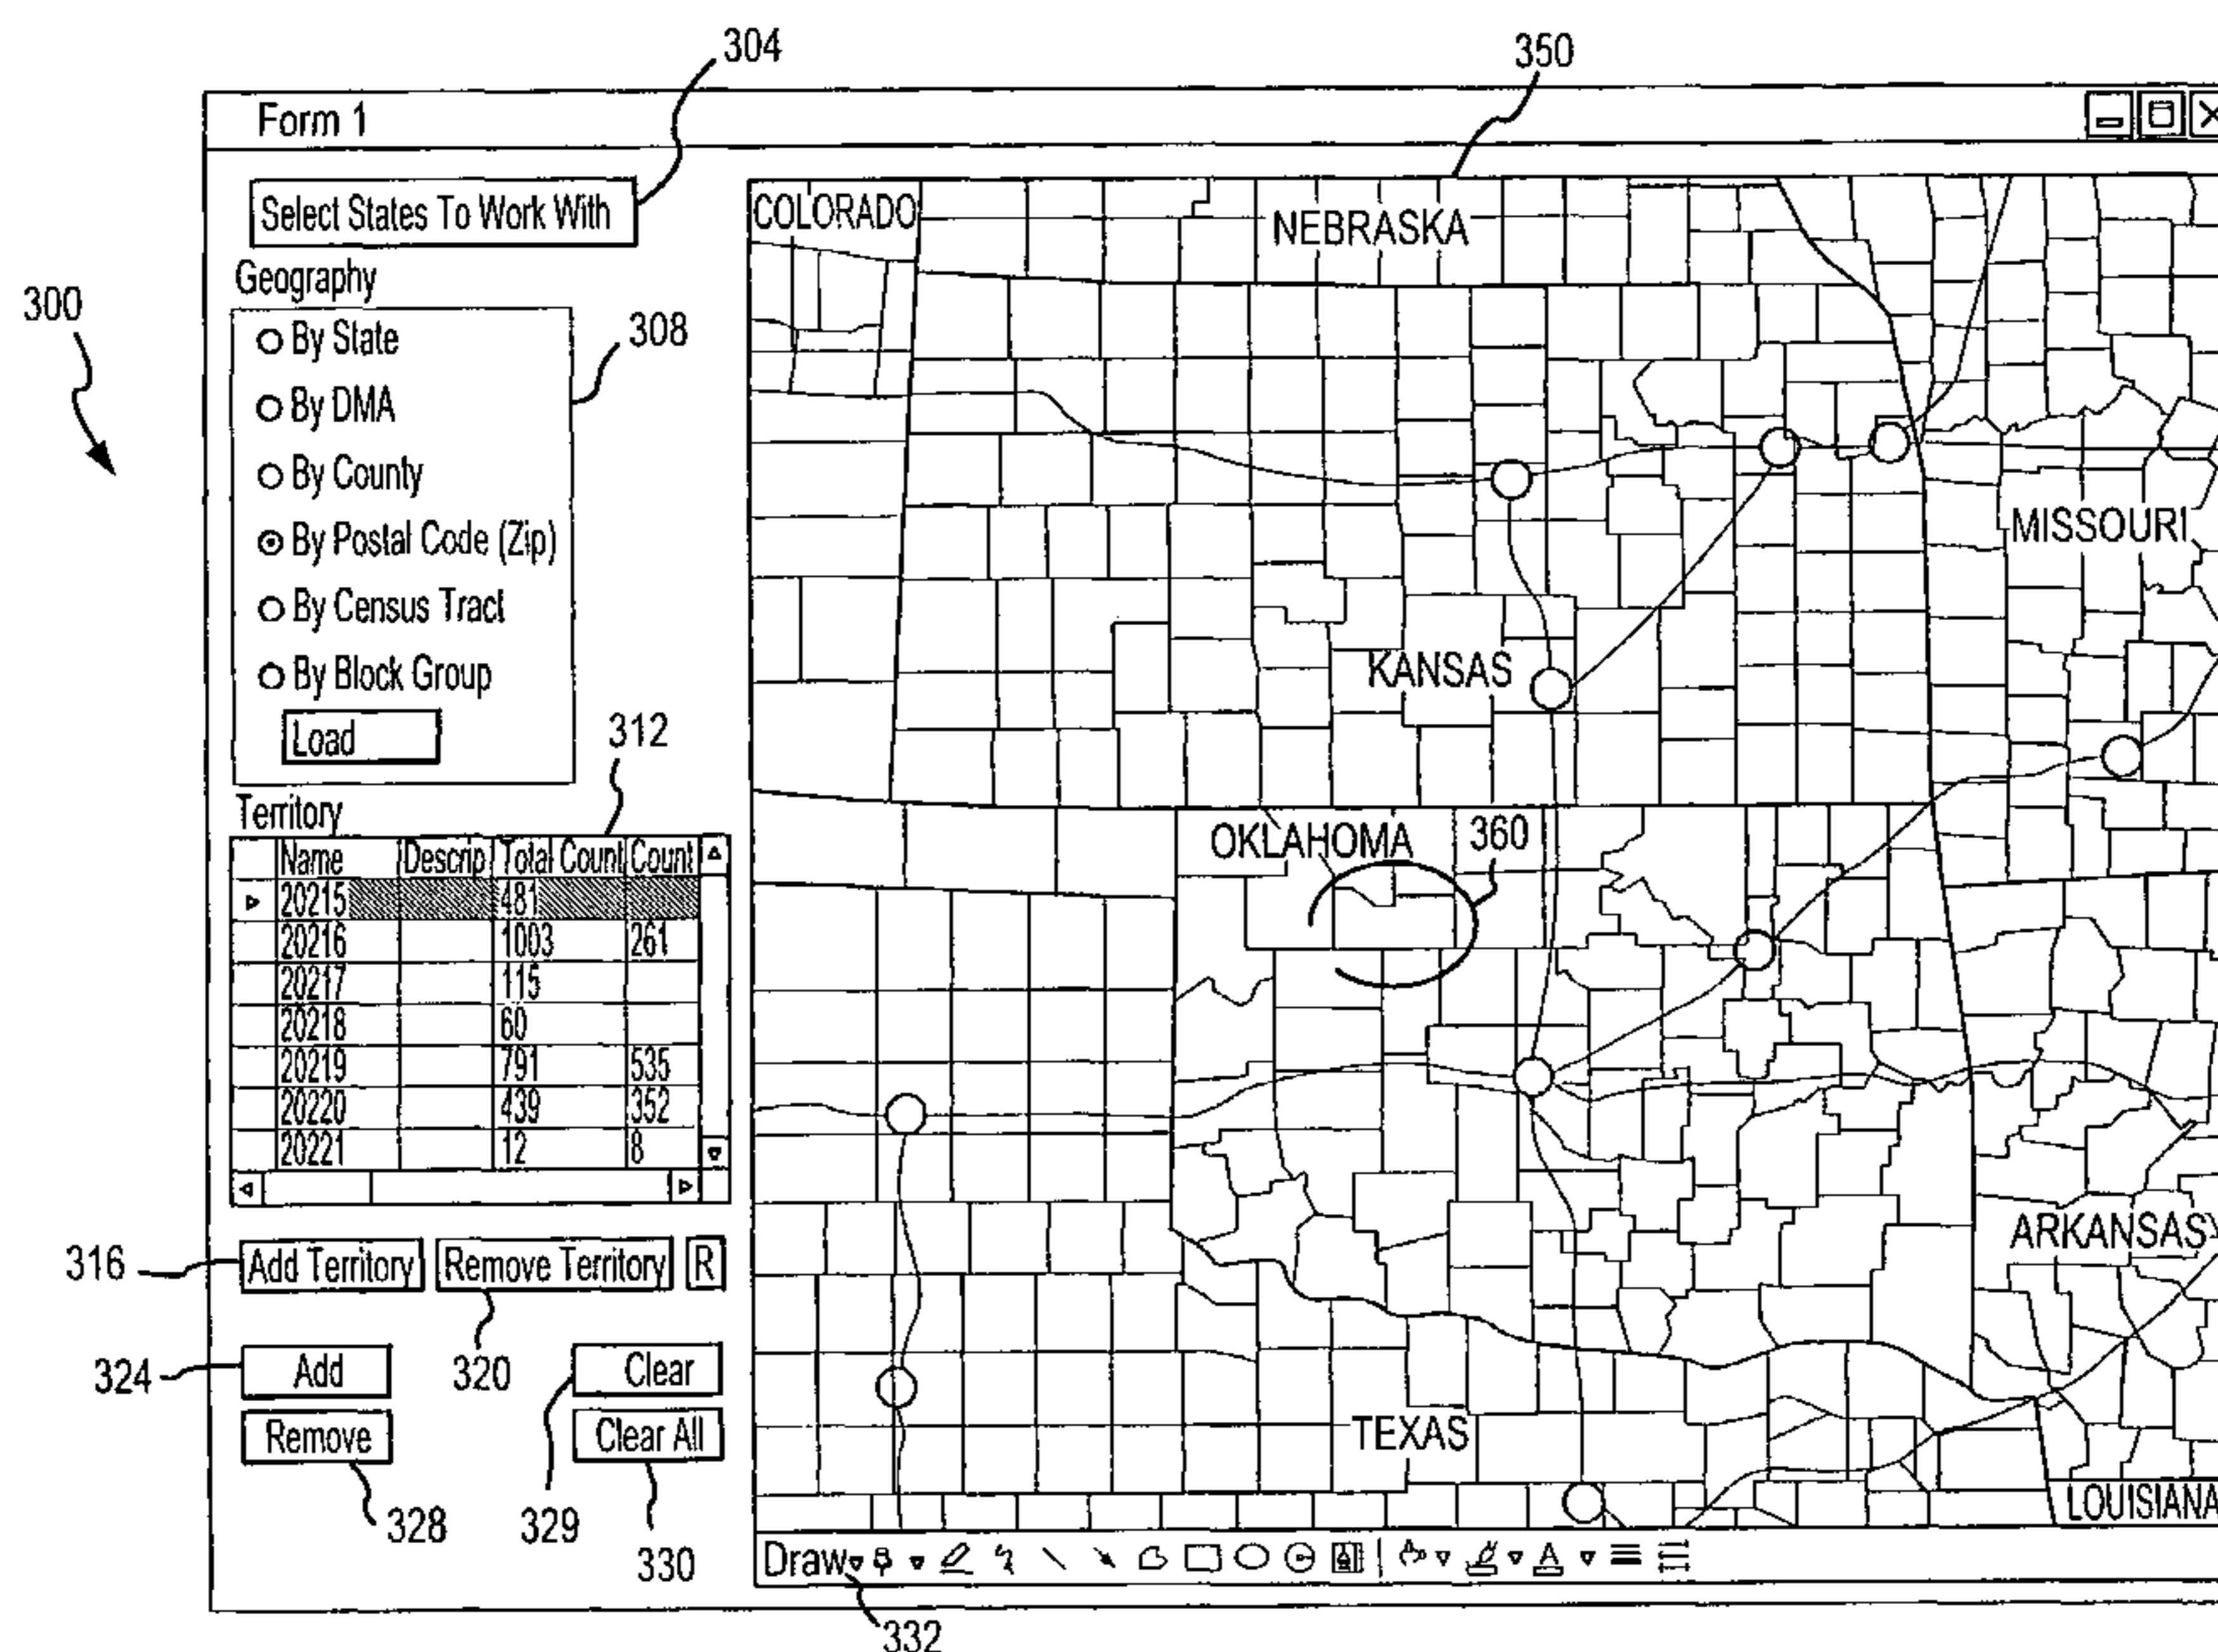 304
350
Form 1
Select States To Work With
COLORADO
NEBRASKA
Geography
300
By State
308
By DMA
By County
By Postal Code (Zip)
MISSOURI
By Census Tract
By Block Group
KANSAS
Load
312
Territory
OKLAHOMA
360
Name Descrip Total Count Count
20215 481
20216 1003 261
20217 115
20218 60
20219 791 535
20220 439 352
20221 12 8
ARKANSAS
316 Add Territory Remove Territory R
324 Add 320 Clear
Remove Clear All
TEXAS
328 329
330
LOUISIANA
Draw A
332